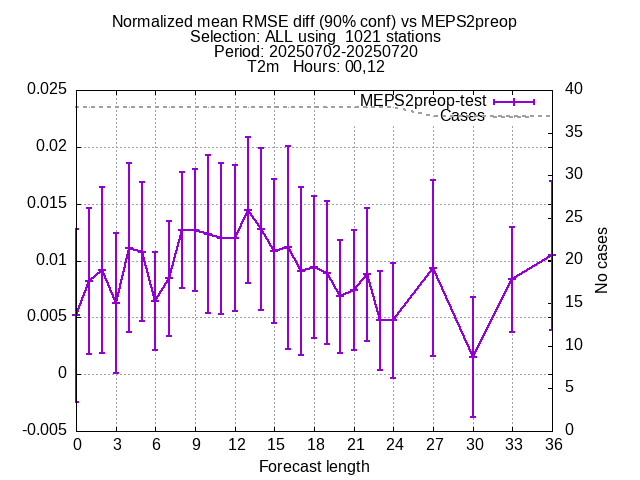 Normalized mean RMSE diff (90% conf) vs MEPS2preop
Selection: ALL using  1021 stations
Period: 20250702-20250720
T2m   Hours: 00,12
0.025
0.02
0.015
0.01
0.005
0
-0.005
MEPS2preop-test
Cases
40
35
30
25
20
15
10
5
0
No cases
0 3 6 9 12 15 18 21 24 27 30 33 36
Forecast length